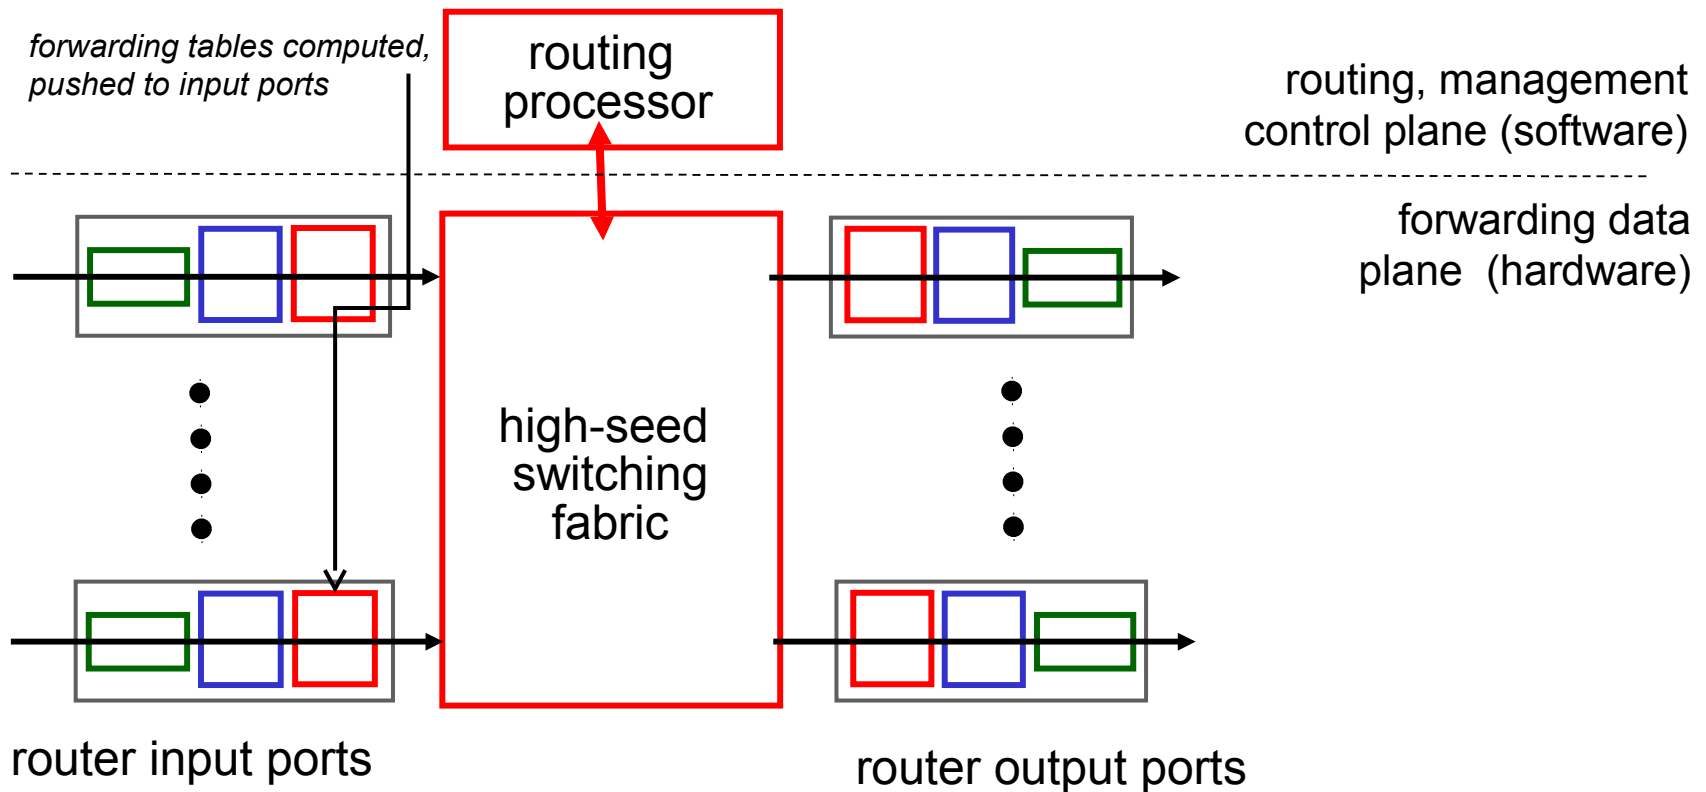 forwarding tables computed,
pushed to input ports
routing
processor
routing, management
control plane (software)
forwarding data
plane (hardware)
high-seed
switching
fabric
router input ports
router output ports